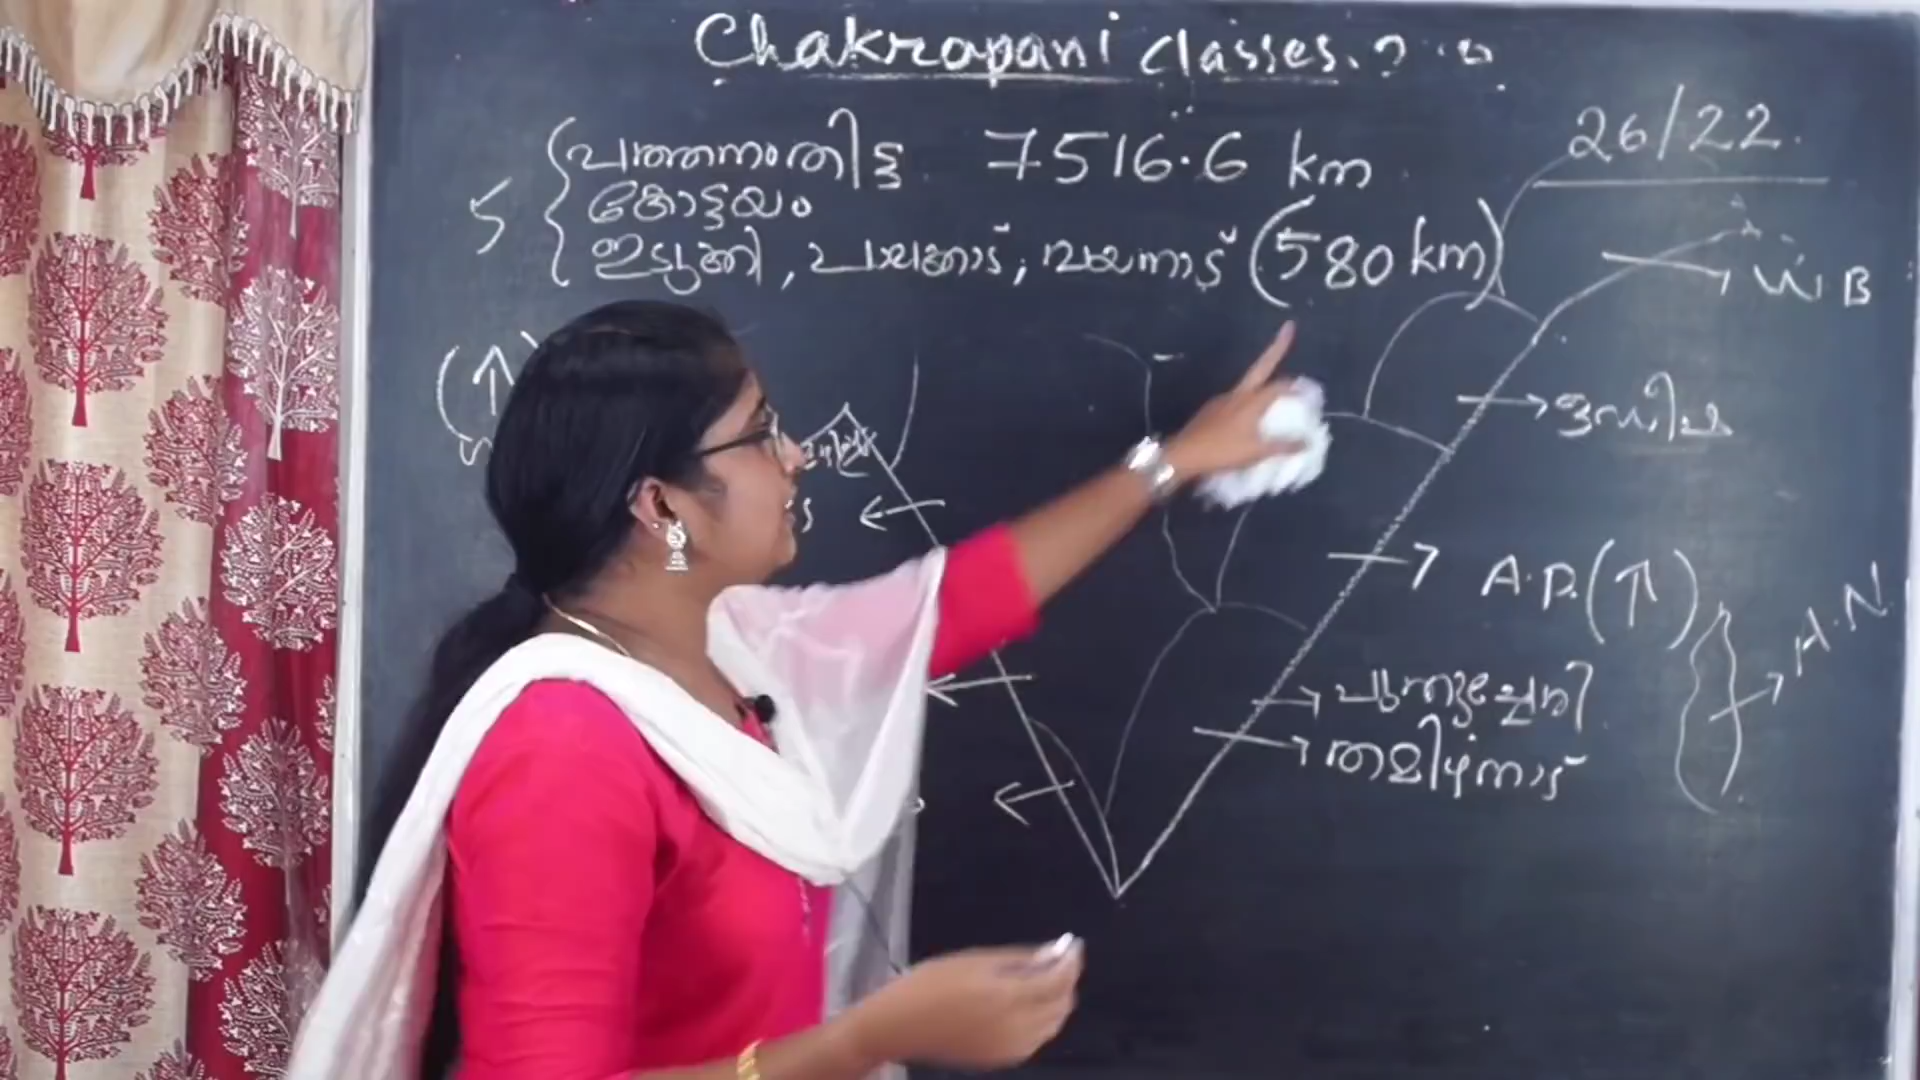 Chakrapani Classes.
26/22.
പത്തനംതിട്ട 7516.6 km
5 കോട്ടയം
ഇടുക്കി, പാലക്കാട്, വയനാട് (580 km)
W B
(↑)
ഒഡീഷ
A.P. (↑)
A.N
പുതുച്ചേരി
തമിഴ്നാട്